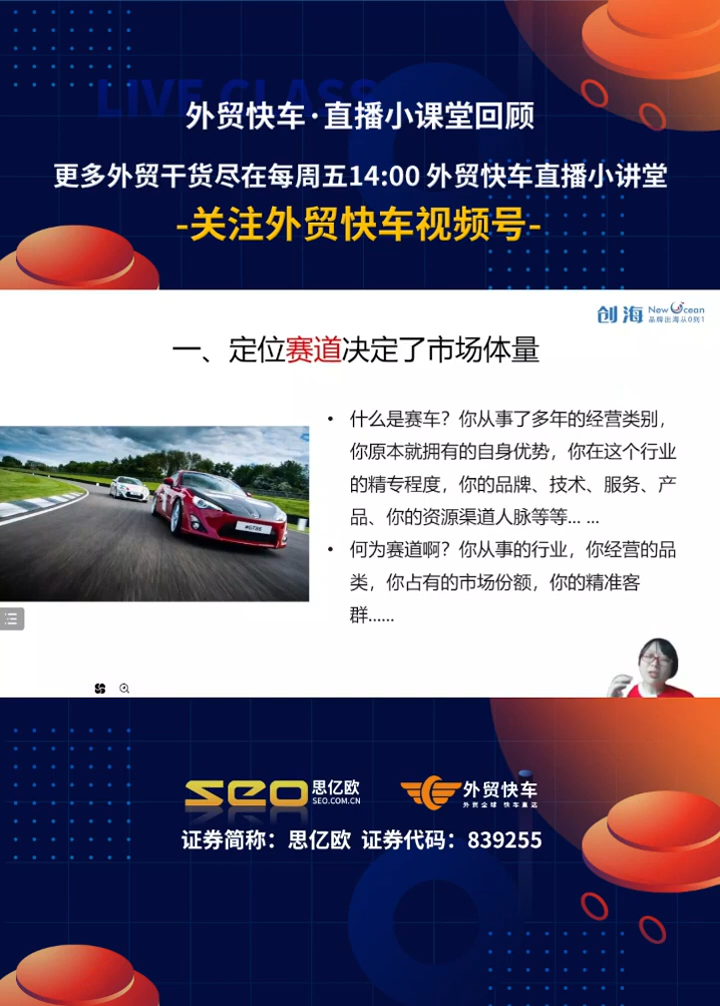 LIVE CLASS
外贸快车·直播小课堂回顾
更多外贸干货尽在每周五14:00 外贸快车直播小讲堂
-关注外贸快车视频号-
创海 New Ocean
品牌出海从0到1
一、定位赛道决定了市场体量
• 什么是赛车？你从事了多年的经营类别，
你原本就拥有的自身优势，你在这个行业
的精专程度，你的品牌、技术、服务、产
品、你的资源渠道人脉等等... ...
• 何为赛道啊？你从事的行业，你经营的品
类，你占有的市场份额，你的精准客
群......
#GT86
seo 思亿欧
SEO.COM.CN
外贸快车
外贸全球 快车直达
证券简称：思亿欧 证券代码：839255